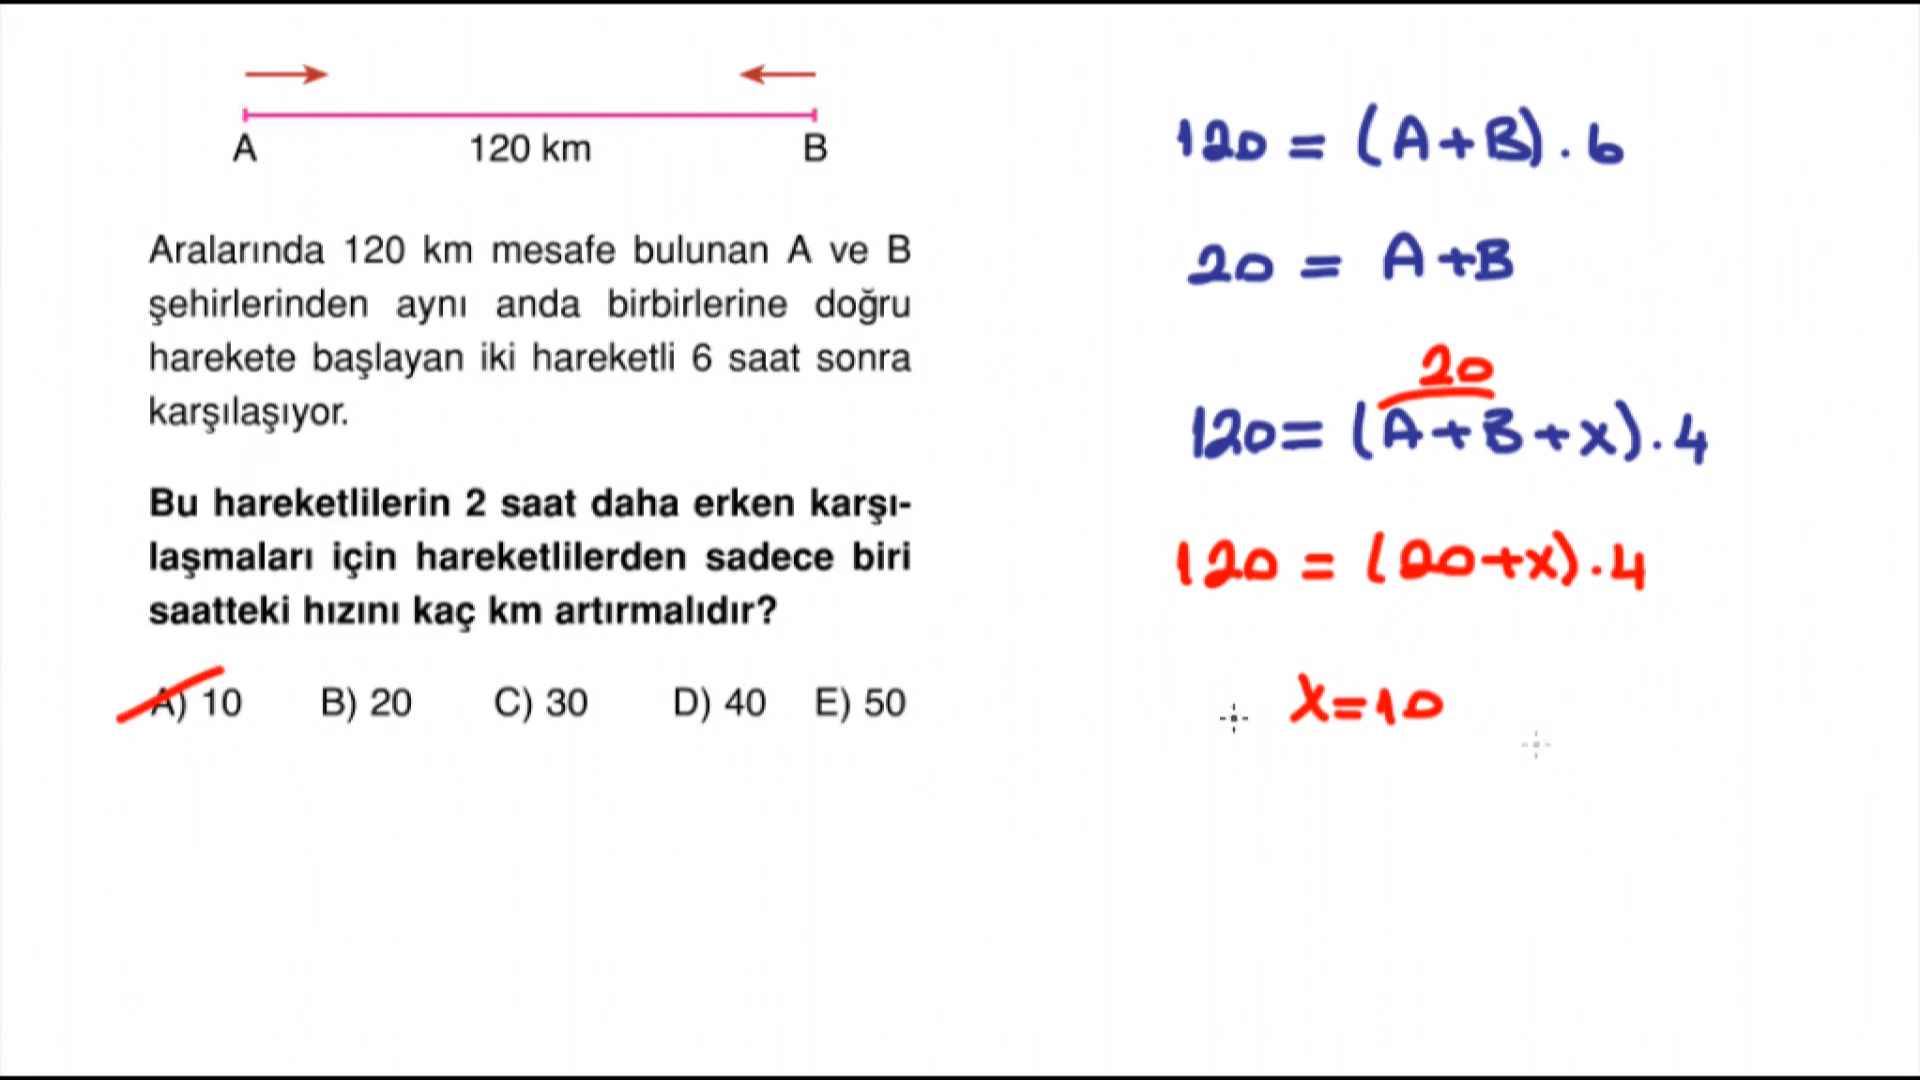 A 120 km B
Aralarında 120 km mesafe bulunan A ve B
şehirlerinden aynı anda birbirlerine doğru
harekete başlayan iki hareketli 6 saat sonra
karşılaşıyor.
Bu hareketlilerin 2 saat daha erken karşı-
laşmaları için hareketlilerden sadece biri
saatteki hızını kaç km artırmalıdır?
A) 10 B) 20 C) 30 D) 40 E) 50
120 = (A+B).6
20 = A+B
20
120 = (A+B+x).4
120 = (20+x).4
x=10